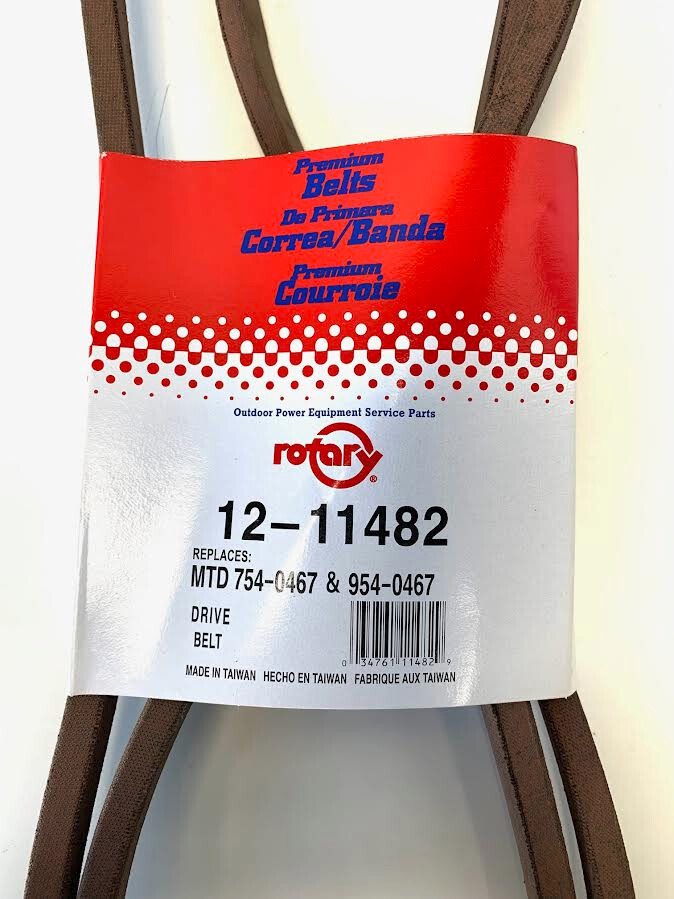 Premium
Belts
De Primera
Correa/Banda
Premium
Courroie
Outdoor Power Equipment Service Parts
rotary®
12-11482
REPLACES:
MTD 754-0467 & 954-0467
DRIVE
BELT
0 34761 11482 9
MADE IN TAIWAN HECHO EN TAIWAN FABRIQUE AUX TAIWAN